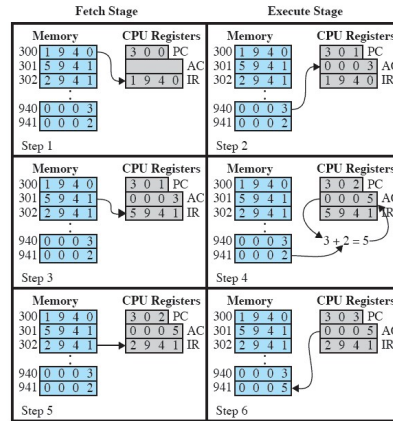 Fetch Stage Execute Stage
Memory CPU Registers Memory CPU Registers
300 1 9 4 0 3 0 0 PC 300 1 9 4 0 3 0 1 PC
301 5 9 4 1 AC 301 5 9 4 1 0 0 0 3 AC
302 2 9 4 1 1 9 4 0 IR 302 2 9 4 1 1 9 4 0 IR
940 0 0 0 3 940 0 0 0 3
941 0 0 0 2 941 0 0 0 2
Step 1 Step 2
Memory CPU Registers Memory CPU Registers
300 1 9 4 0 3 0 1 PC 300 1 9 4 0 3 0 2 PC
301 5 9 4 1 0 0 0 3 AC 301 5 9 4 1 0 0 0 5 AC
302 2 9 4 1 5 9 4 1 IR 302 2 9 4 1 5 9 4 1 IR
940 0 0 0 3 940 0 0 0 3 3 + 2 = 5
941 0 0 0 2 941 0 0 0 2
Step 3 Step 4
Memory CPU Registers Memory CPU Registers
300 1 9 4 0 3 0 2 PC 300 1 9 4 0 3 0 3 PC
301 5 9 4 1 0 0 0 5 AC 301 5 9 4 1 0 0 0 5 AC
302 2 9 4 1 2 9 4 1 IR 302 2 9 4 1 2 9 4 1 IR
940 0 0 0 3 940 0 0 0 3
941 0 0 0 2 941 0 0 0 5
Step 5 Step 6